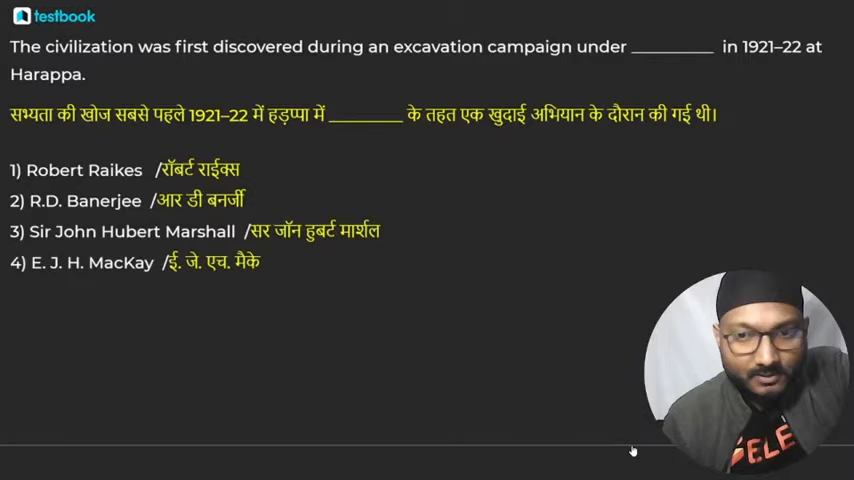 testbook
The civilization was first discovered during an excavation campaign under __________ in 1921–22 at
Harappa.
सभ्यता की खोज सबसे पहले 1921–22 में हड़प्पा में _________ के तहत एक खुदाई अभियान के दौरान की गई थी।
1) Robert Raikes /रॉबर्ट राईक्स
2) R.D. Banerjee /आर डी बनर्जी
3) Sir John Hubert Marshall /सर जॉन हुबर्ट मार्शल
4) E. J. H. MacKay /ई. जे. एच. मैके